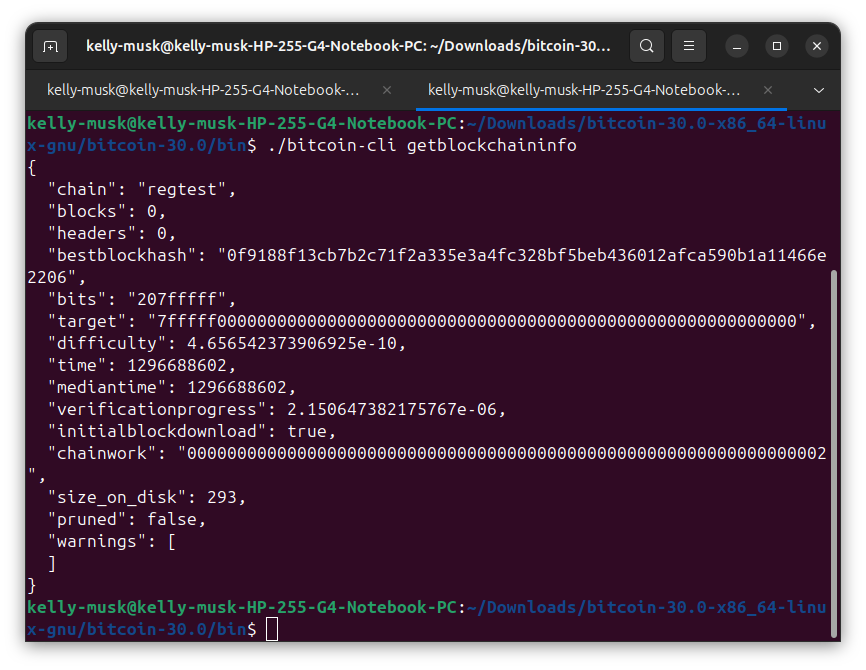 kelly-musk@kelly-musk-HP-255-G4-Notebook-PC: ~/Downloads/bitcoin-30...
kelly-musk@kelly-musk-HP-255-G4-Notebook-...
kelly-musk@kelly-musk-HP-255-G4-Notebook-...
kelly-musk@kelly-musk-HP-255-G4-Notebook-PC:~/Downloads/bitcoin-30.0-x86_64-linu
x-gnu/bitcoin-30.0/bin$ ./bitcoin-cli getblockchaininfo
{
  "chain": "regtest",
  "blocks": 0,
  "headers": 0,
  "bestblockhash": "0f9188f13cb7b2c71f2a335e3a4fc328bf5beb436012afca590b1a11466e
2206",
  "bits": "207fffff",
  "target": "7fffff0000000000000000000000000000000000000000000000000000000000",
  "difficulty": 4.656542373906925e-10,
  "time": 1296688602,
  "mediantime": 1296688602,
  "verificationprogress": 2.150647382175767e-06,
  "initialblockdownload": true,
  "chainwork": "0000000000000000000000000000000000000000000000000000000000000002
",
  "size_on_disk": 293,
  "pruned": false,
  "warnings": [
  ]
}
kelly-musk@kelly-musk-HP-255-G4-Notebook-PC:~/Downloads/bitcoin-30.0-x86_64-linu
x-gnu/bitcoin-30.0/bin$